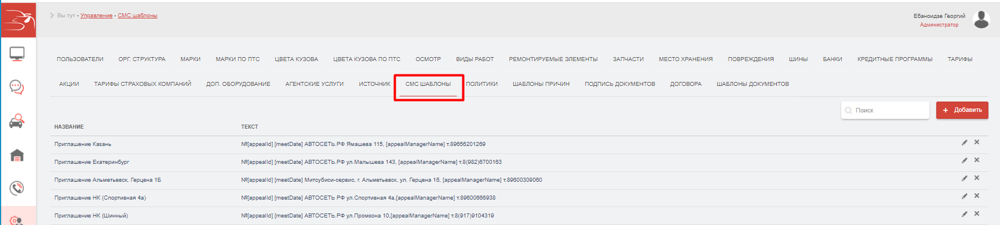 Вы тут - Управление - СМС шаблоны
Ебаноидзе Георгий
Администратор
ПОЛЬЗОВАТЕЛИ ОРГ. СТРУКТУРА МАРКИ МАРКИ ПО ПТС ЦВЕТА КУЗОВА ЦВЕТА КУЗОВА ПО ПТС ОСМОТР ВИДЫ РАБОТ РЕМОНТИРУЕМЫЕ ЭЛЕМЕНТЫ ЗАПЧАСТИ МЕСТО ХРАНЕНИЯ ПОВРЕЖДЕНИЯ ШИНЫ БАНКИ КРЕДИТНЫЕ ПРОГРАММЫ ТАРИФЫ
АКЦИИ ТАРИФЫ СТРАХОВЫХ КОМПАНИЙ ДОП. ОБОРУДОВАНИЕ АГЕНТСКИЕ УСЛУГИ ИСТОЧНИК СМС ШАБЛОНЫ ПОЛИТИКИ ШАБЛОНЫ ПРИЧИН ПОДПИСЬ ДОКУМЕНТОВ ДОГОВОРА ШАБЛОНЫ ДОКУМЕНТОВ
Поиск + Добавить
НАЗВАНИЕ ТЕКСТ
Приглашение Казань №[appealId] [meetDate] АВТОСЕТЬ.РФ Ямашева 115, [appealManagerName] т.89656201269
Приглашение Екатеринбург №[appealId] [meetDate] АВТОСЕТЬ.РФ ул.Малышева 143, [appealManagerName] т.8(982)6700163
Приглашение Альметьевск, Герцена 1Б №[appealId] [meetDate] Митсубиси-сервис, г. Альметьевск, ул. Герцена 1б, [appealManagerName] т.89600309060
Приглашение НК (Спортивная 4а) №[appealId] [meetDate] АВТОСЕТЬ РФ ул.Спортивная 4а,[appealManagerName] т.89600666938
Приглашение НК (Шинный) №[appealId] [meetDate] АВТОСЕТЬ.РФ ул.Промзона 10,[appealManagerName] т.8(917)9104319